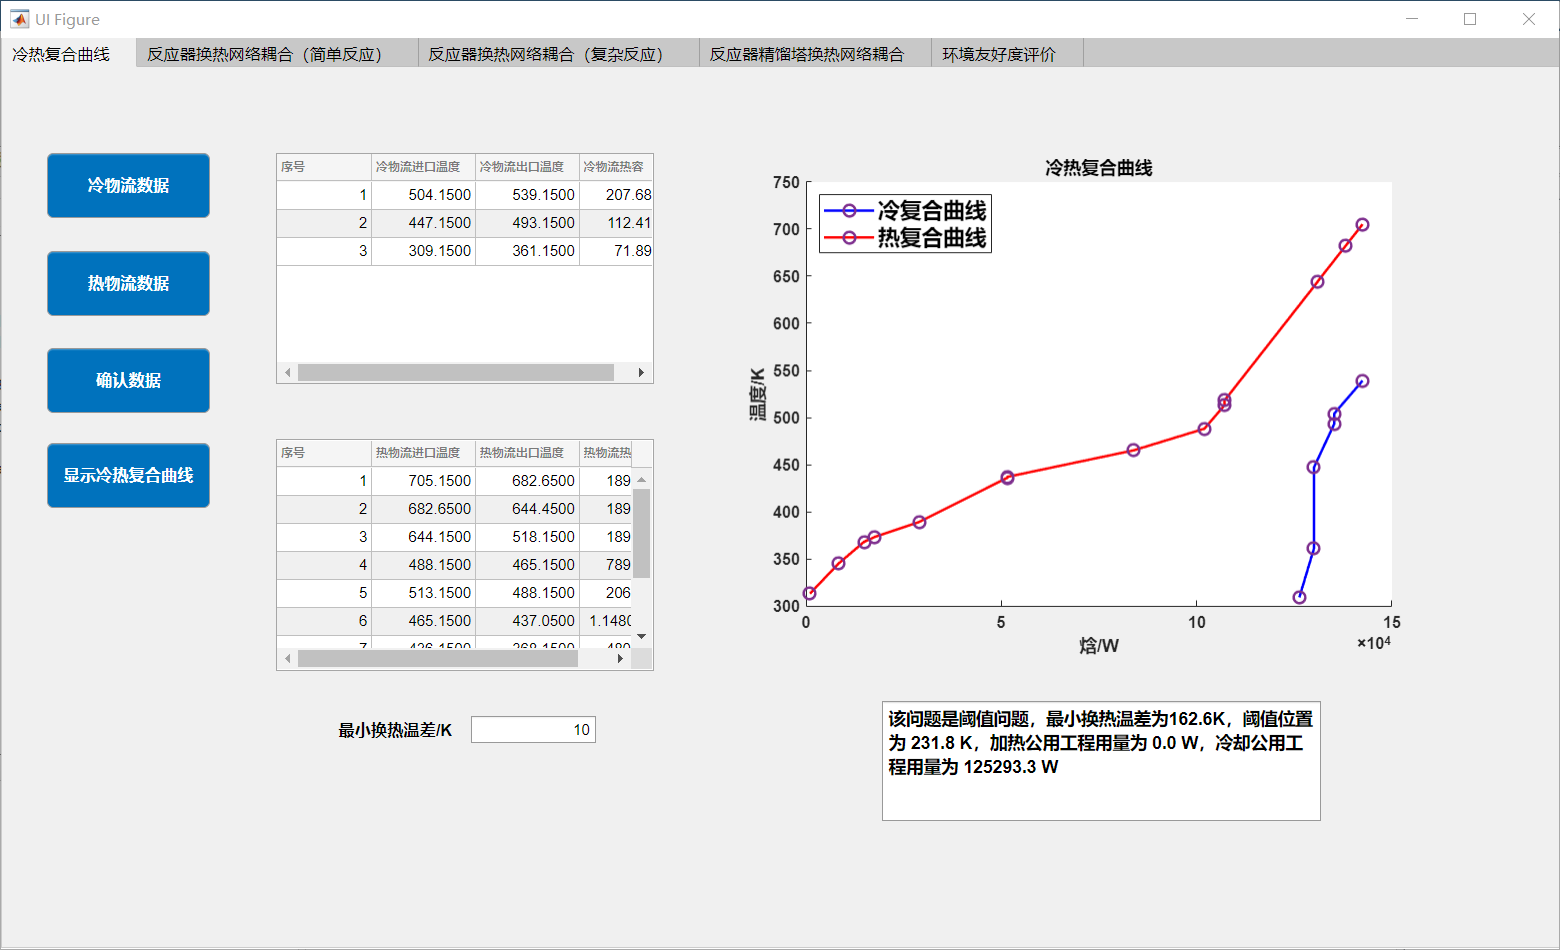 UI Figure
冷热复合曲线
反应器换热网络耦合（简单反应）
反应器换热网络耦合（复杂反应）
反应器精馏塔换热网络耦合
环境友好度评价
冷物流数据
热物流数据
确认数据
显示冷热复合曲线
序号 冷物流进口温度 冷物流出口温度 冷物流热容
1 504.1500 539.1500 207.68
2 447.1500 493.1500 112.41
3 309.1500 361.1500 71.89
序号 热物流进口温度 热物流出口温度 热物流热
1 705.1500 682.6500 189
2 682.6500 644.4500 189
3 644.1500 518.1500 189
4 488.1500 465.1500 789
5 513.1500 488.1500 206
6 465.1500 437.0500 1.1480
7 436.1500 368.1500 480
最小换热温差/K 10
冷热复合曲线
冷复合曲线
热复合曲线
750
700
650
600
550
500
450
400
350
300
温度/K
0 5 10 15
焓/W
×10⁴
该问题是阈值问题，最小换热温差为162.6K，阈值位置
为 231.8 K，加热公用工程用量为 0.0 W，冷却公用工
程用量为 125293.3 W